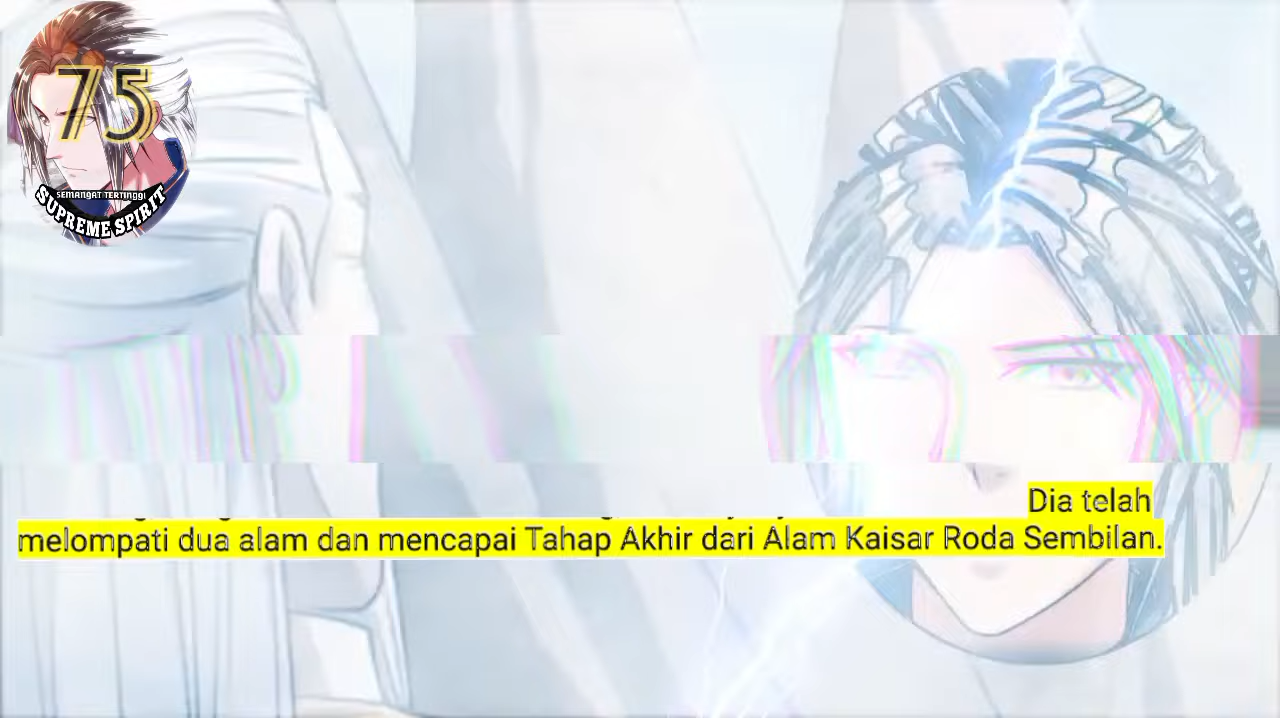 75
SEMANGAT TERTINGGI
SUPREME SPIRIT
Dia telah
melompati dua alam dan mencapai Tahap Akhir dari Alam Kaisar Roda Sembilan.